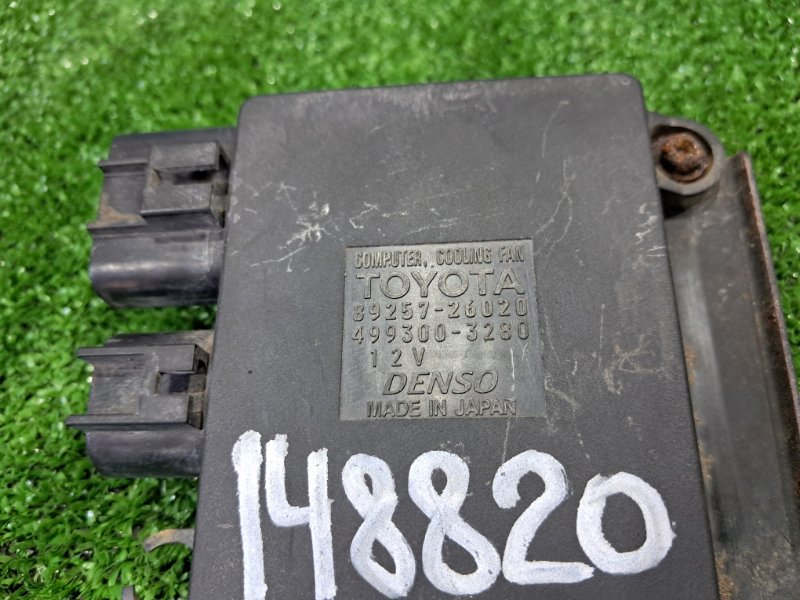 COMPUTER, COOLING FAN
TOYOTA
89257-26020
499300-3280
12V
DENSO
MADE IN JAPAN
148820